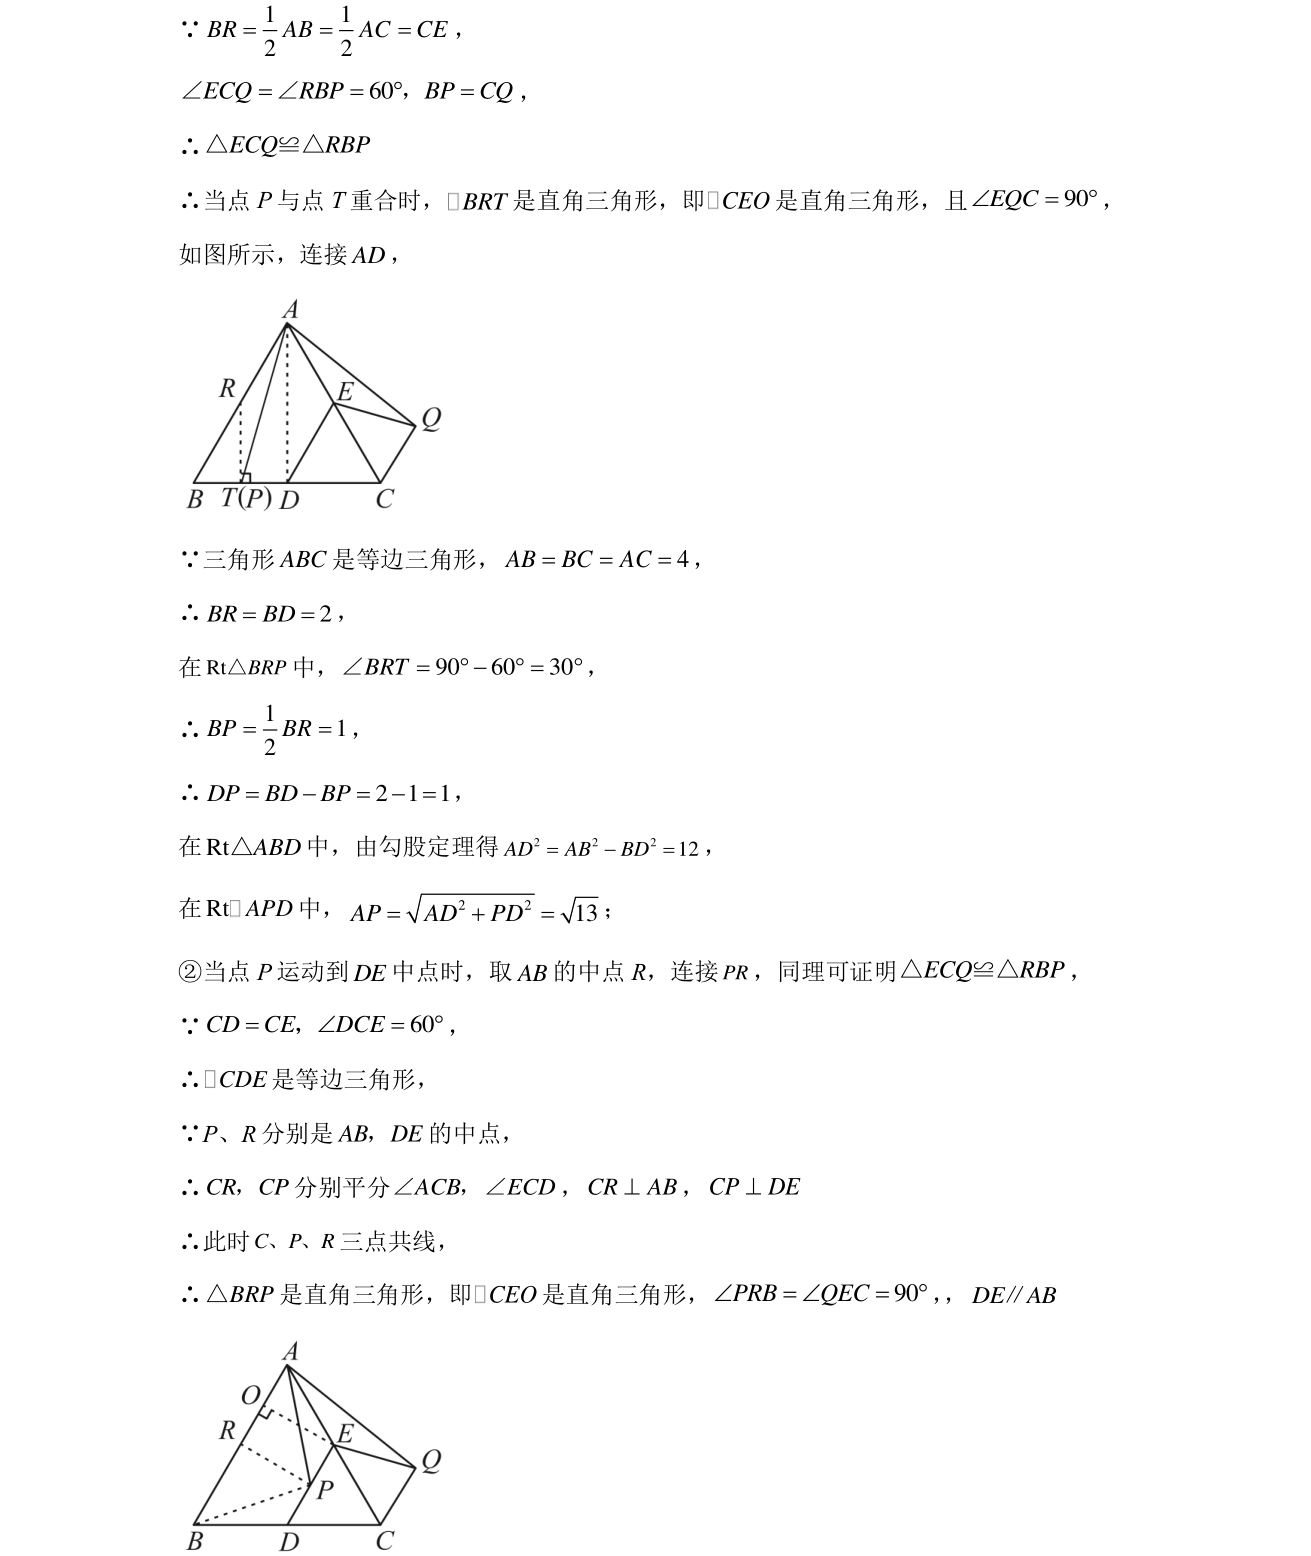 ∵ BR = 1/2 AB = 1/2 AC = CE，
∠ECQ = ∠RBP = 60°，BP = CQ，
∴ △ECQ≌△RBP
∴当点 P 与点 T 重合时，□BRT 是直角三角形，即□CEO 是直角三角形，且∠EQC = 90°，
如图所示，连接 AD，
A
R
E
Q
B T(P) D C
∵三角形 ABC 是等边三角形，AB = BC = AC = 4，
∴ BR = BD = 2，
在 Rt△BRP 中，∠BRT = 90° − 60° = 30°，
∴ BP = 1/2 BR = 1，
∴ DP = BD − BP = 2 − 1 = 1，
在 Rt△ABD 中，由勾股定理得 AD² = AB² − BD² = 12，
在 Rt□APD 中，AP = √(AD² + PD²) = √13；
②当点 P 运动到 DE 中点时，取 AB 的中点 R，连接 PR，同理可证明△ECQ≌△RBP，
∵ CD = CE，∠DCE = 60°，
∴□CDE 是等边三角形，
∵P、R 分别是 AB，DE 的中点，
∴ CR，CP 分别平分∠ACB，∠ECD，CR ⊥ AB，CP ⊥ DE
∴此时 C、P、R 三点共线，
∴ △BRP 是直角三角形，即□CEO 是直角三角形，∠PRB = ∠QEC = 90°，，DE∥AB
A
O
R
E
Q
P
B D C